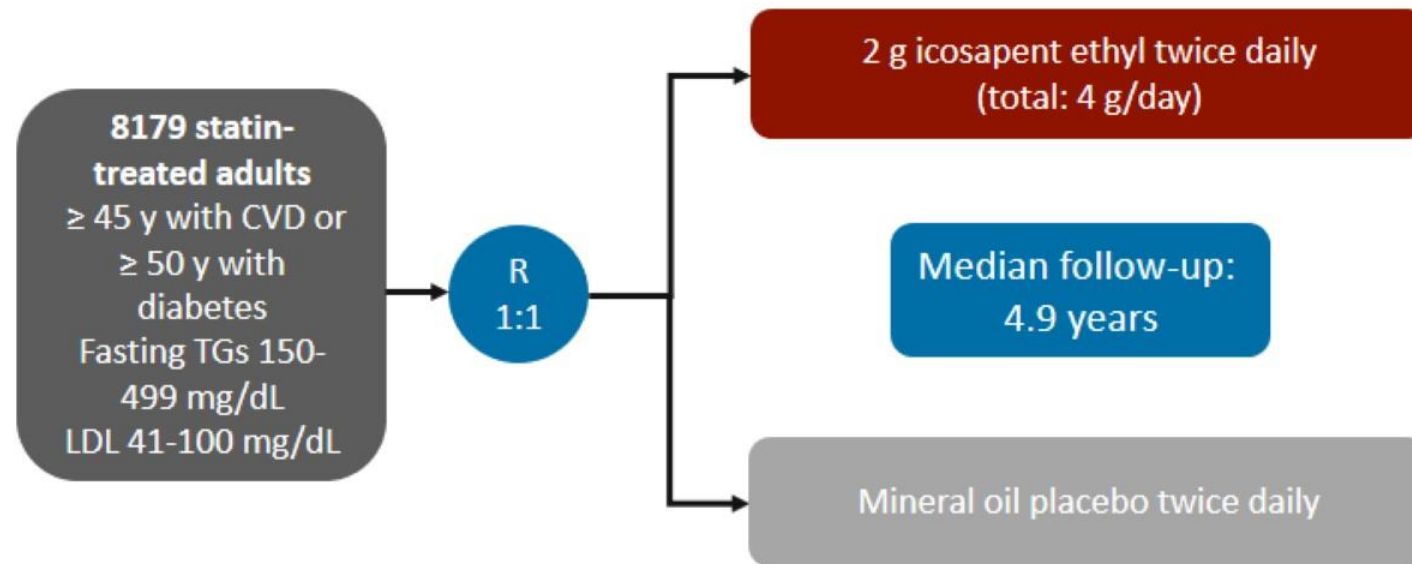 8179 statin-
treated adults
≥ 45 y with CVD or
≥ 50 y with
diabetes
Fasting TGs 150-
499 mg/dL
LDL 41-100 mg/dL
R
1:1
2 g icosapent ethyl twice daily
(total: 4 g/day)
Median follow-up:
4.9 years
Mineral oil placebo twice daily